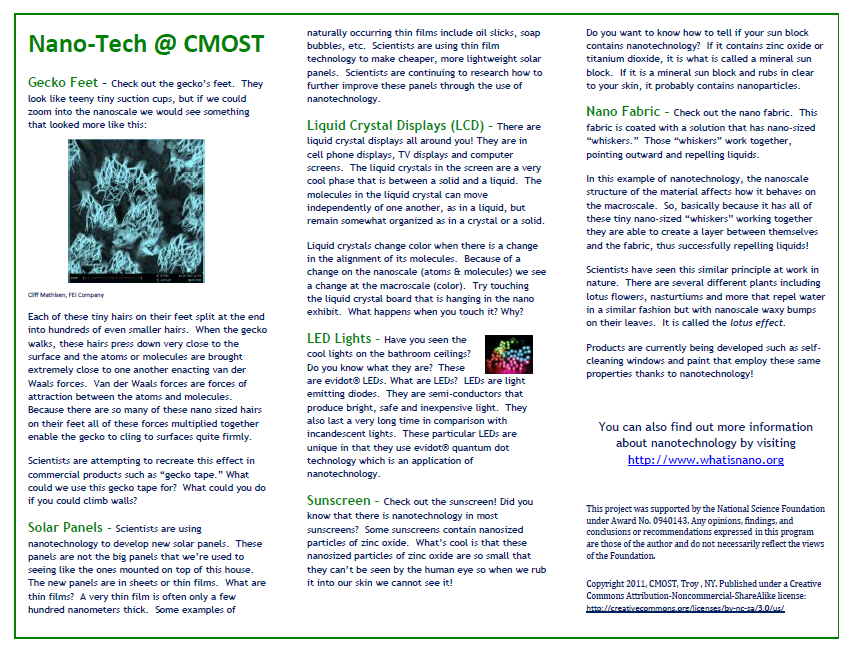 Nano-Tech @ CMOST
Gecko Feet – Check out the gecko's feet. They
look like teeny tiny suction cups, but if we could
zoom into the nanoscale we would see something
that looked more like this:
Cliff Mathisen, FEI Company
Each of these tiny hairs on their feet split at the end
into hundreds of even smaller hairs. When the gecko
walks, these hairs press down very close to the
surface and the atoms or molecules are brought
extremely close to one another enacting van der
Waals forces. Van der Waals forces are forces of
attraction between the atoms and molecules.
Because there are so many of these nano sized hairs
on their feet all of these forces multiplied together
enable the gecko to cling to surfaces quite firmly.
Scientists are attempting to recreate this effect in
commercial products such as “gecko tape.” What
could we use this gecko tape for? What could you do
if you could climb walls?
Solar Panels - Scientists are using
nanotechnology to develop new solar panels. These
panels are not the big panels that we're used to
seeing like the ones mounted on top of this house.
The new panels are in sheets or thin films. What are
thin films? A very thin film is often only a few
hundred nanometers thick. Some examples of
naturally occurring thin films include oil slicks, soap
bubbles, etc. Scientists are using thin film
technology to make cheaper, more lightweight solar
panels. Scientists are continuing to research how to
further improve these panels through the use of
nanotechnology.
Liquid Crystal Displays (LCD) – There are
liquid crystal displays all around you! They are in
cell phone displays, TV displays and computer
screens. The liquid crystals in the screen are a very
cool phase that is between a solid and a liquid. The
molecules in the liquid crystal can move
independently of one another, as in a liquid, but
remain somewhat organized as in a crystal or a solid.
Liquid crystals change color when there is a change
in the alignment of its molecules. Because of a
change on the nanoscale (atoms & molecules) we see
a change at the macroscale (color). Try touching
the liquid crystal board that is hanging in the nano
exhibit. What happens when you touch it? Why?
LED Lights – Have you seen the
cool lights on the bathroom ceilings?
Do you know what they are? These
are evidot® LEDs. What are LEDs? LEDs are light
emitting diodes. They are semi-conductors that
produce bright, safe and inexpensive light. They
also last a very long time in comparison with
incandescent lights. These particular LEDs are
unique in that they use evidot® quantum dot
technology which is an application of
nanotechnology.
Sunscreen – Check out the sunscreen! Did you
know that there is nanotechnology in most
sunscreens? Some sunscreens contain nanosized
particles of zinc oxide. What's cool is that these
nanosized particles of zinc oxide are so small that
they can't be seen by the human eye so when we rub
it into our skin we cannot see it!
Do you want to know how to tell if your sun block
contains nanotechnology? If it contains zinc oxide or
titanium dioxide, it is what is called a mineral sun
block. If it is a mineral sun block and rubs in clear
to your skin, it probably contains nanoparticles.
Nano Fabric – Check out the nano fabric. This
fabric is coated with a solution that has nano-sized
“whiskers.” Those “whiskers” work together,
pointing outward and repelling liquids.
In this example of nanotechnology, the nanoscale
structure of the material affects how it behaves on
the macroscale. So, basically because it has all of
these tiny nano-sized “whiskers” working together
they are able to create a layer between themselves
and the fabric, thus successfully repelling liquids!
Scientists have seen this similar principle at work in
nature. There are several different plants including
lotus flowers, nasturtiums and more that repel water
in a similar fashion but with nanoscale waxy bumps
on their leaves. It is called the lotus effect.
Products are currently being developed such as self-
cleaning windows and paint that employ these same
properties thanks to nanotechnology!
You can also find out more information
about nanotechnology by visiting
http://www.whatisnano.org
This project was supported by the National Science Foundation
under Award No. 0940143. Any opinions, findings, and
conclusions or recommendations expressed in this program
are those of the author and do not necessarily reflect the views
of the Foundation.
Copyright 2011, CMOST, Troy , NY. Published under a Creative
Commons Attribution-Noncommercial-ShareAlike license:
http://creativecommons.org/licenses/by-nc-sa/3.0/us/